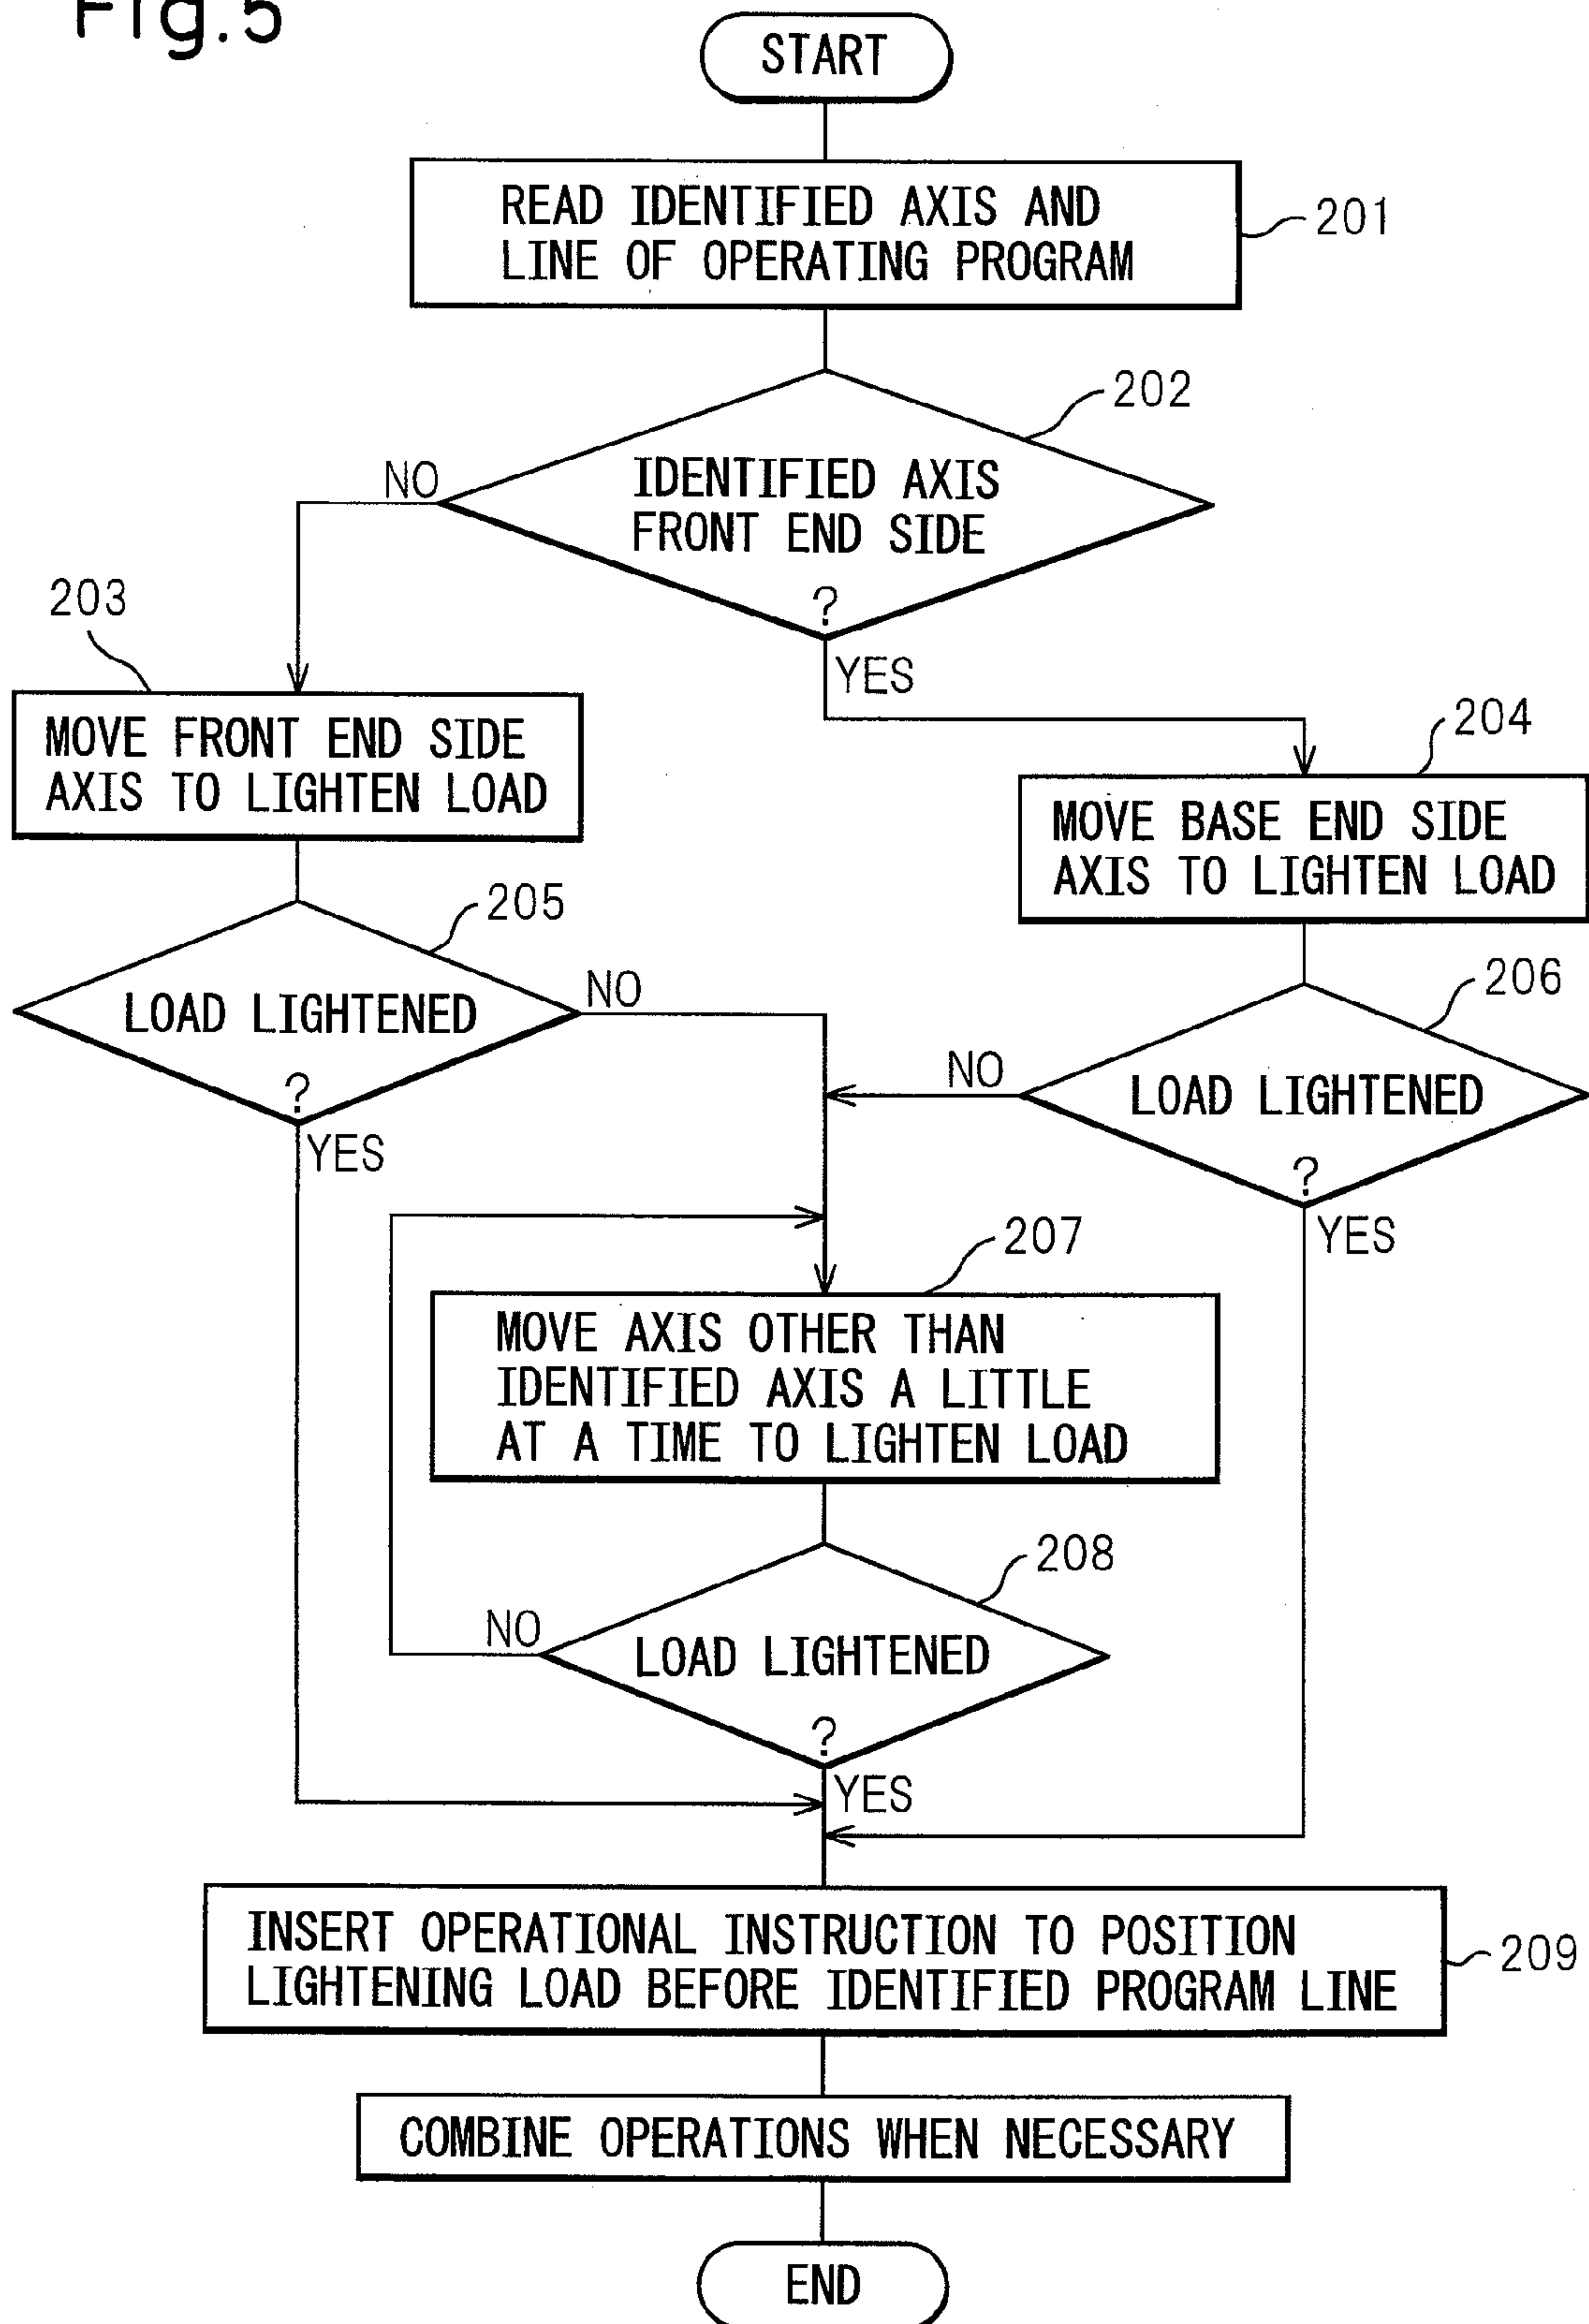 Fig.5
START
READ IDENTIFIED AXIS AND
LINE OF OPERATING PROGRAM
201
202
NO
IDENTIFIED AXIS
FRONT END SIDE
?
YES
203
MOVE FRONT END SIDE
AXIS TO LIGHTEN LOAD
204
MOVE BASE END SIDE
AXIS TO LIGHTEN LOAD
205
LOAD LIGHTENED
?
NO
YES
206
NO
LOAD LIGHTENED
?
YES
207
MOVE AXIS OTHER THAN
IDENTIFIED AXIS A LITTLE
AT A TIME TO LIGHTEN LOAD
208
NO
LOAD LIGHTENED
?
YES
INSERT OPERATIONAL INSTRUCTION TO POSITION
LIGHTENING LOAD BEFORE IDENTIFIED PROGRAM LINE
209
COMBINE OPERATIONS WHEN NECESSARY
END